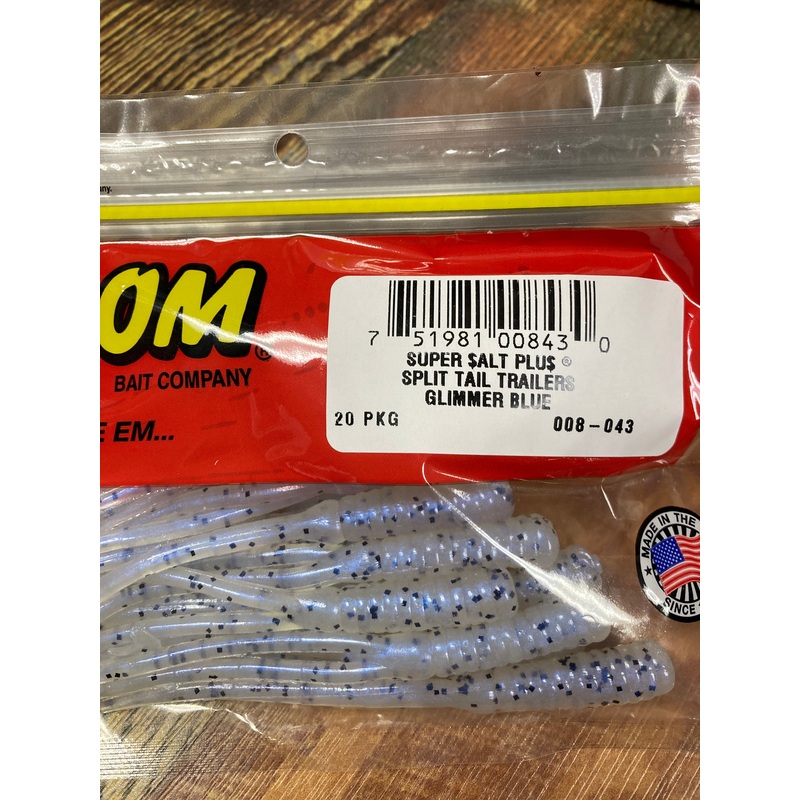 any.
OM®
BAIT COMPANY
E EM...
7 51981 00843 0
SUPER $ALT PLU$ ®
SPLIT TAIL TRAILERS
GLIMMER BLUE
20 PKG 008-043
MADE IN THE
SINCE